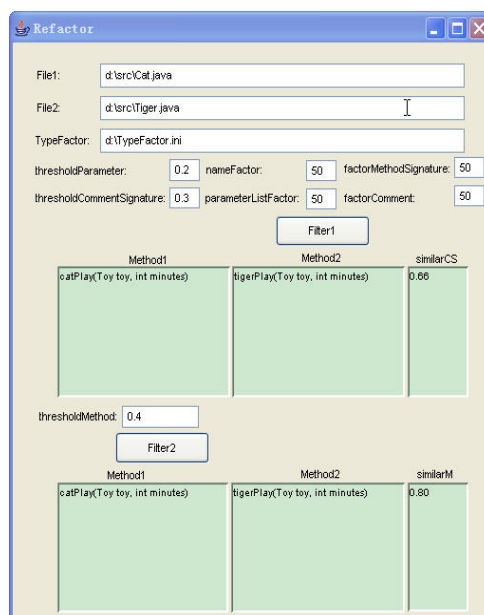 Refactor
File1: d:\src\Cat.java
File2: d:\src\Tiger.java
TypeFactor: d:\TypeFactor.ini
thresholdParameter: 0.2 nameFactor: 50 factorMethodSignature: 50
thresholdCommentSignature: 0.3 parameterListFactor: 50 factorComment: 50
Filter1
Method1 Method2 similarCS
catPlay(Toy toy, int minutes) tigerPlay(Toy toy, int minutes) 0.66
thresholdMethod: 0.4
Filter2
Method1 Method2 similarM
catPlay(Toy toy, int minutes) tigerPlay(Toy toy, int minutes) 0.80